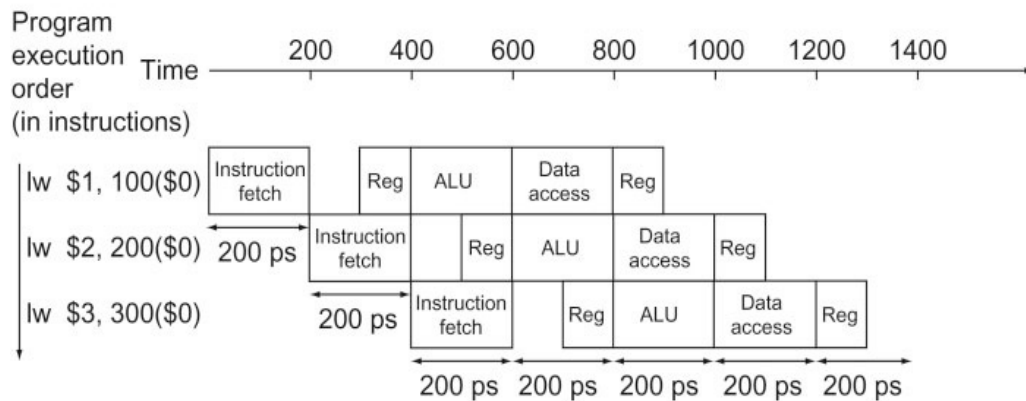 Program
execution
order
(in instructions)
Time
200 400 600 800 1000 1200 1400
lw $1, 100($0)
Instruction
fetch
Reg
ALU
Data
access
Reg
200 ps
lw $2, 200($0)
Instruction
fetch
Reg
ALU
Data
access
Reg
200 ps
lw $3, 300($0)
Instruction
fetch
Reg
ALU
Data
access
Reg
200 ps 200 ps 200 ps 200 ps 200 ps